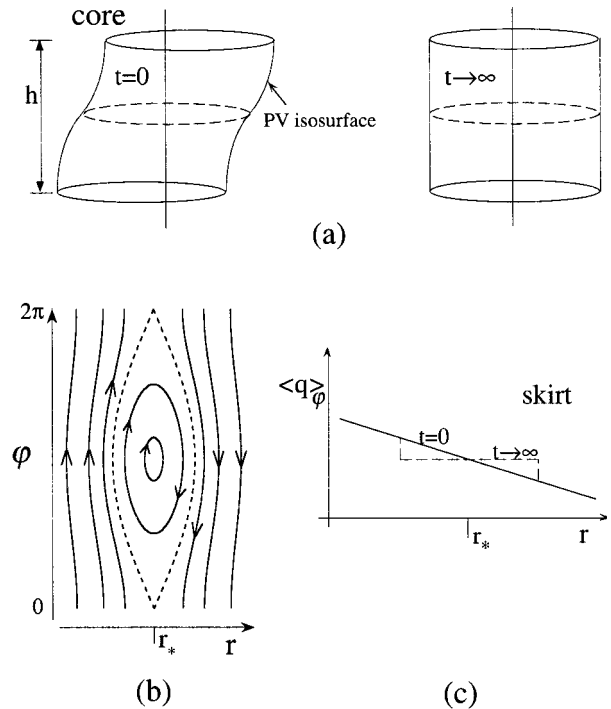 core
t=0
h
PV isosurface
t→∞
(a)
2π
φ
0
r*
r
(b)
<q>φ
skirt
t=0
t→∞
r*
r
(c)